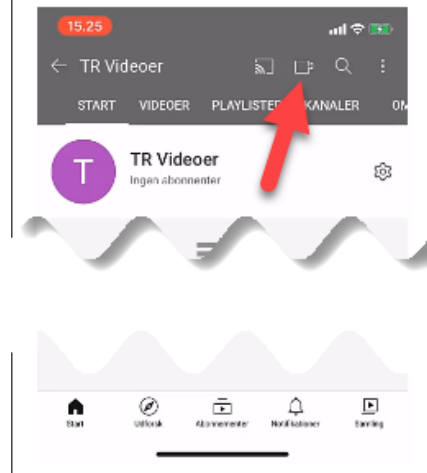 15.25
TR Videoer
START VIDEOER PLAYLISTER KANALER
T
TR Videoer
Ingen abonnenter
Start Udforsk Abonnementer Notifikationer Samling